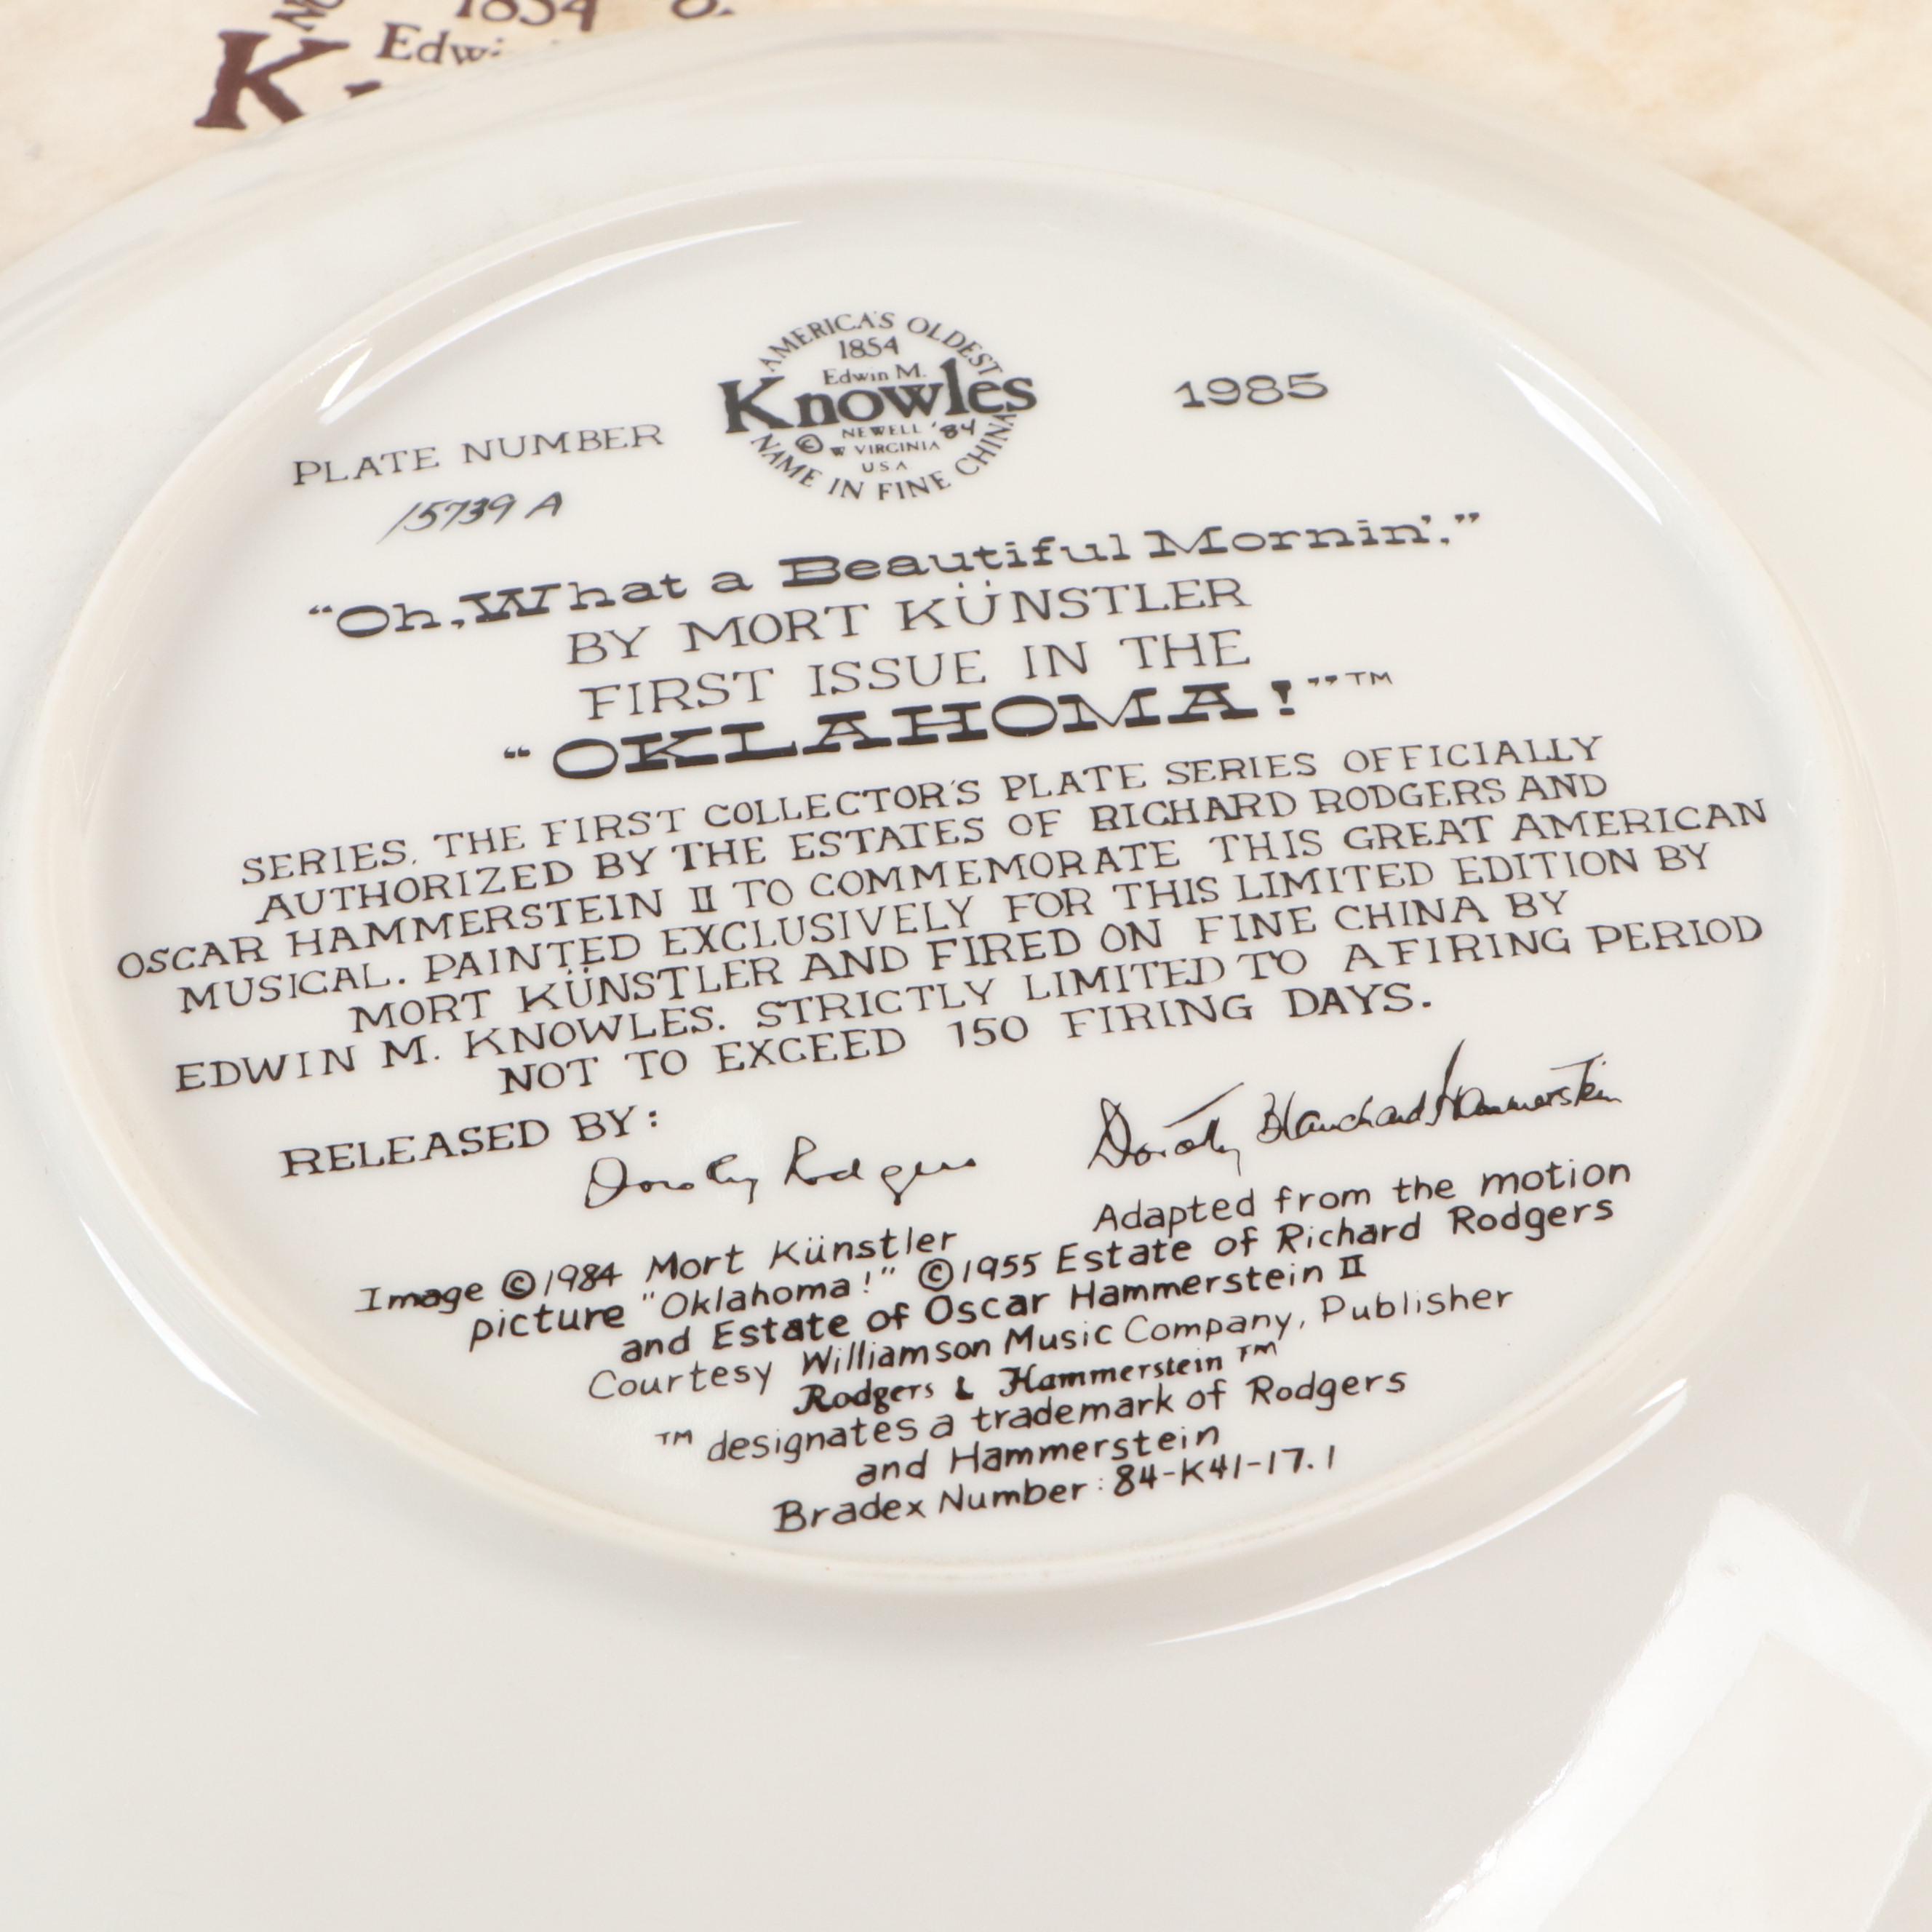 1854
Edwi
K
AMERICA'S OLDEST
1854
Edwin M.
Knowles
© NEWELL '84
W VIRGINIA
USA
NAME IN FINE CHINA
1985
PLATE NUMBER
15739 A
"Oh, What a Beautiful Mornin',"
BY MORT KÜNSTLER
FIRST ISSUE IN THE
"OKLAHOMA!"™
SERIES, THE FIRST COLLECTOR'S PLATE SERIES OFFICIALLY
AUTHORIZED BY THE ESTATES OF RICHARD RODGERS AND
OSCAR HAMMERSTEIN II TO COMMEMORATE THIS GREAT AMERICAN
MUSICAL. PAINTED EXCLUSIVELY FOR THIS LIMITED EDITION BY
MORT KÜNSTLER AND FIRED ON FINE CHINA BY
EDWIN M. KNOWLES. STRICTLY LIMITED TO A FIRING PERIOD
NOT TO EXCEED 150 FIRING DAYS.
RELEASED BY:
Dorothy Rodgers
Dorothy Blanchard Hammerstein
Image ©1984 Mort Künstler Adapted from the motion
picture "Oklahoma!" ©1955 Estate of Richard Rodgers
and Estate of Oscar Hammerstein II
Courtesy Williamson Music Company, Publisher
Rodgers & Hammerstein™
™ designates a trademark of Rodgers
and Hammerstein
Bradex Number: 84-K41-17.1